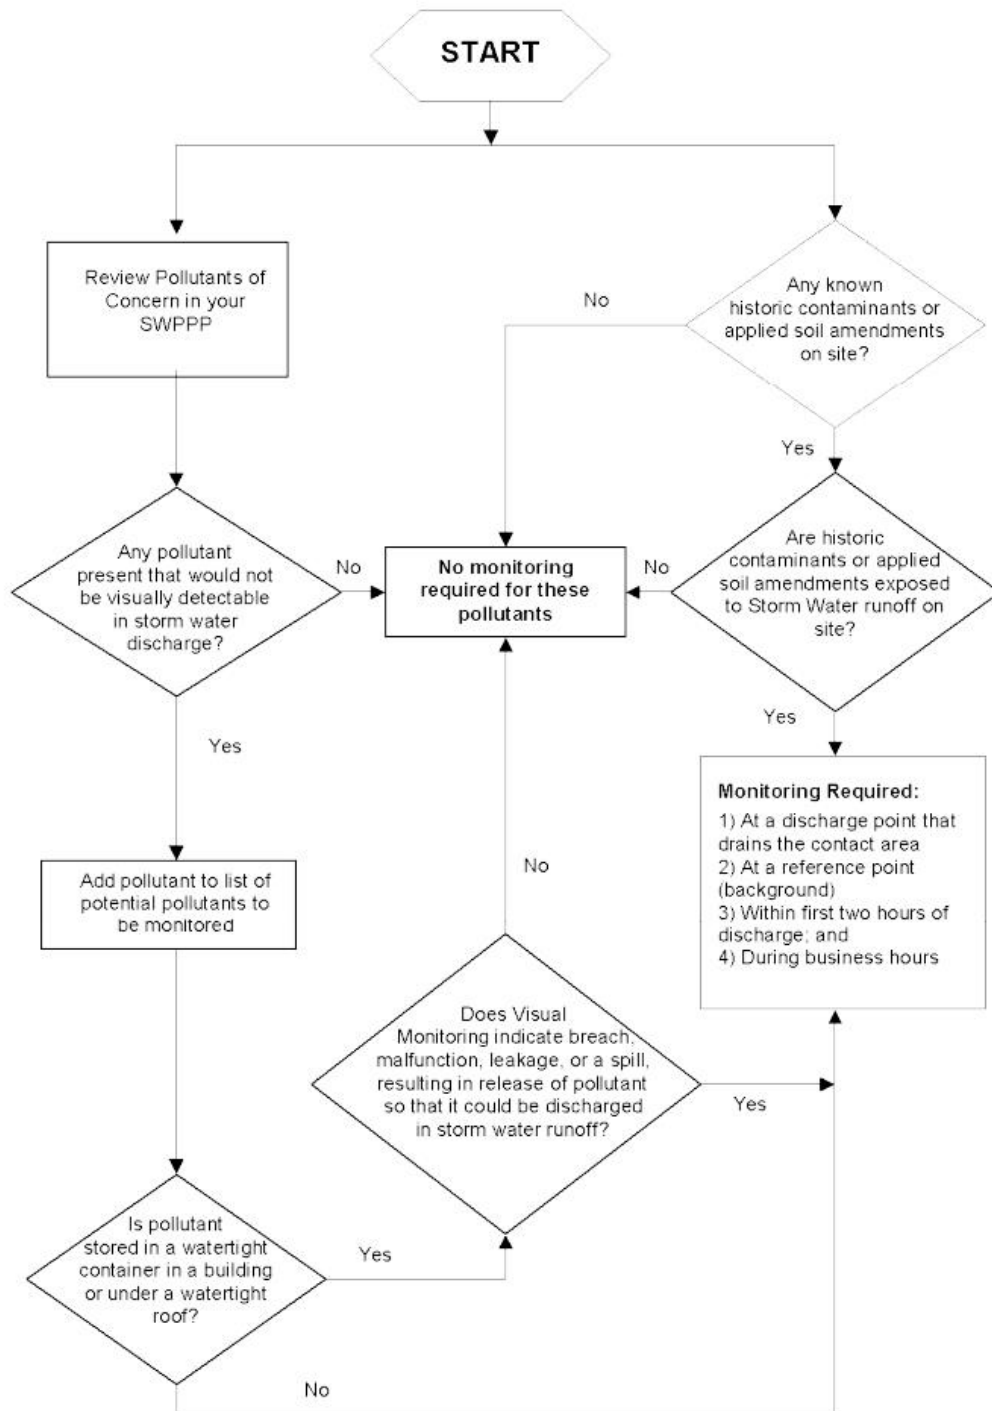 START
Review Pollutants of
Concern in your
SWPPP
No
Any known
historic contaminants or
applied soil amendments
on site?
Yes
Any pollutant
present that would not
be visually detectable
in storm water
discharge?
No
No monitoring
required for these
pollutants
No
Are historic
contaminants or applied
soil amendments exposed
to Storm Water runoff on
site?
Yes
Yes
Monitoring Required:
1) At a discharge point that
drains the contact area
2) At a reference point
(background)
3) Within first two hours of
discharge; and
4) During business hours
Add pollutant to list of
potential pollutants to
be monitored
No
Does Visual
Monitoring indicate breach,
malfunction, leakage, or a spill,
resulting in release of pollutant
so that it could be discharged
in storm water runoff?
Yes
Is pollutant
stored in a watertight
container in a building
or under a watertight
roof?
Yes
No